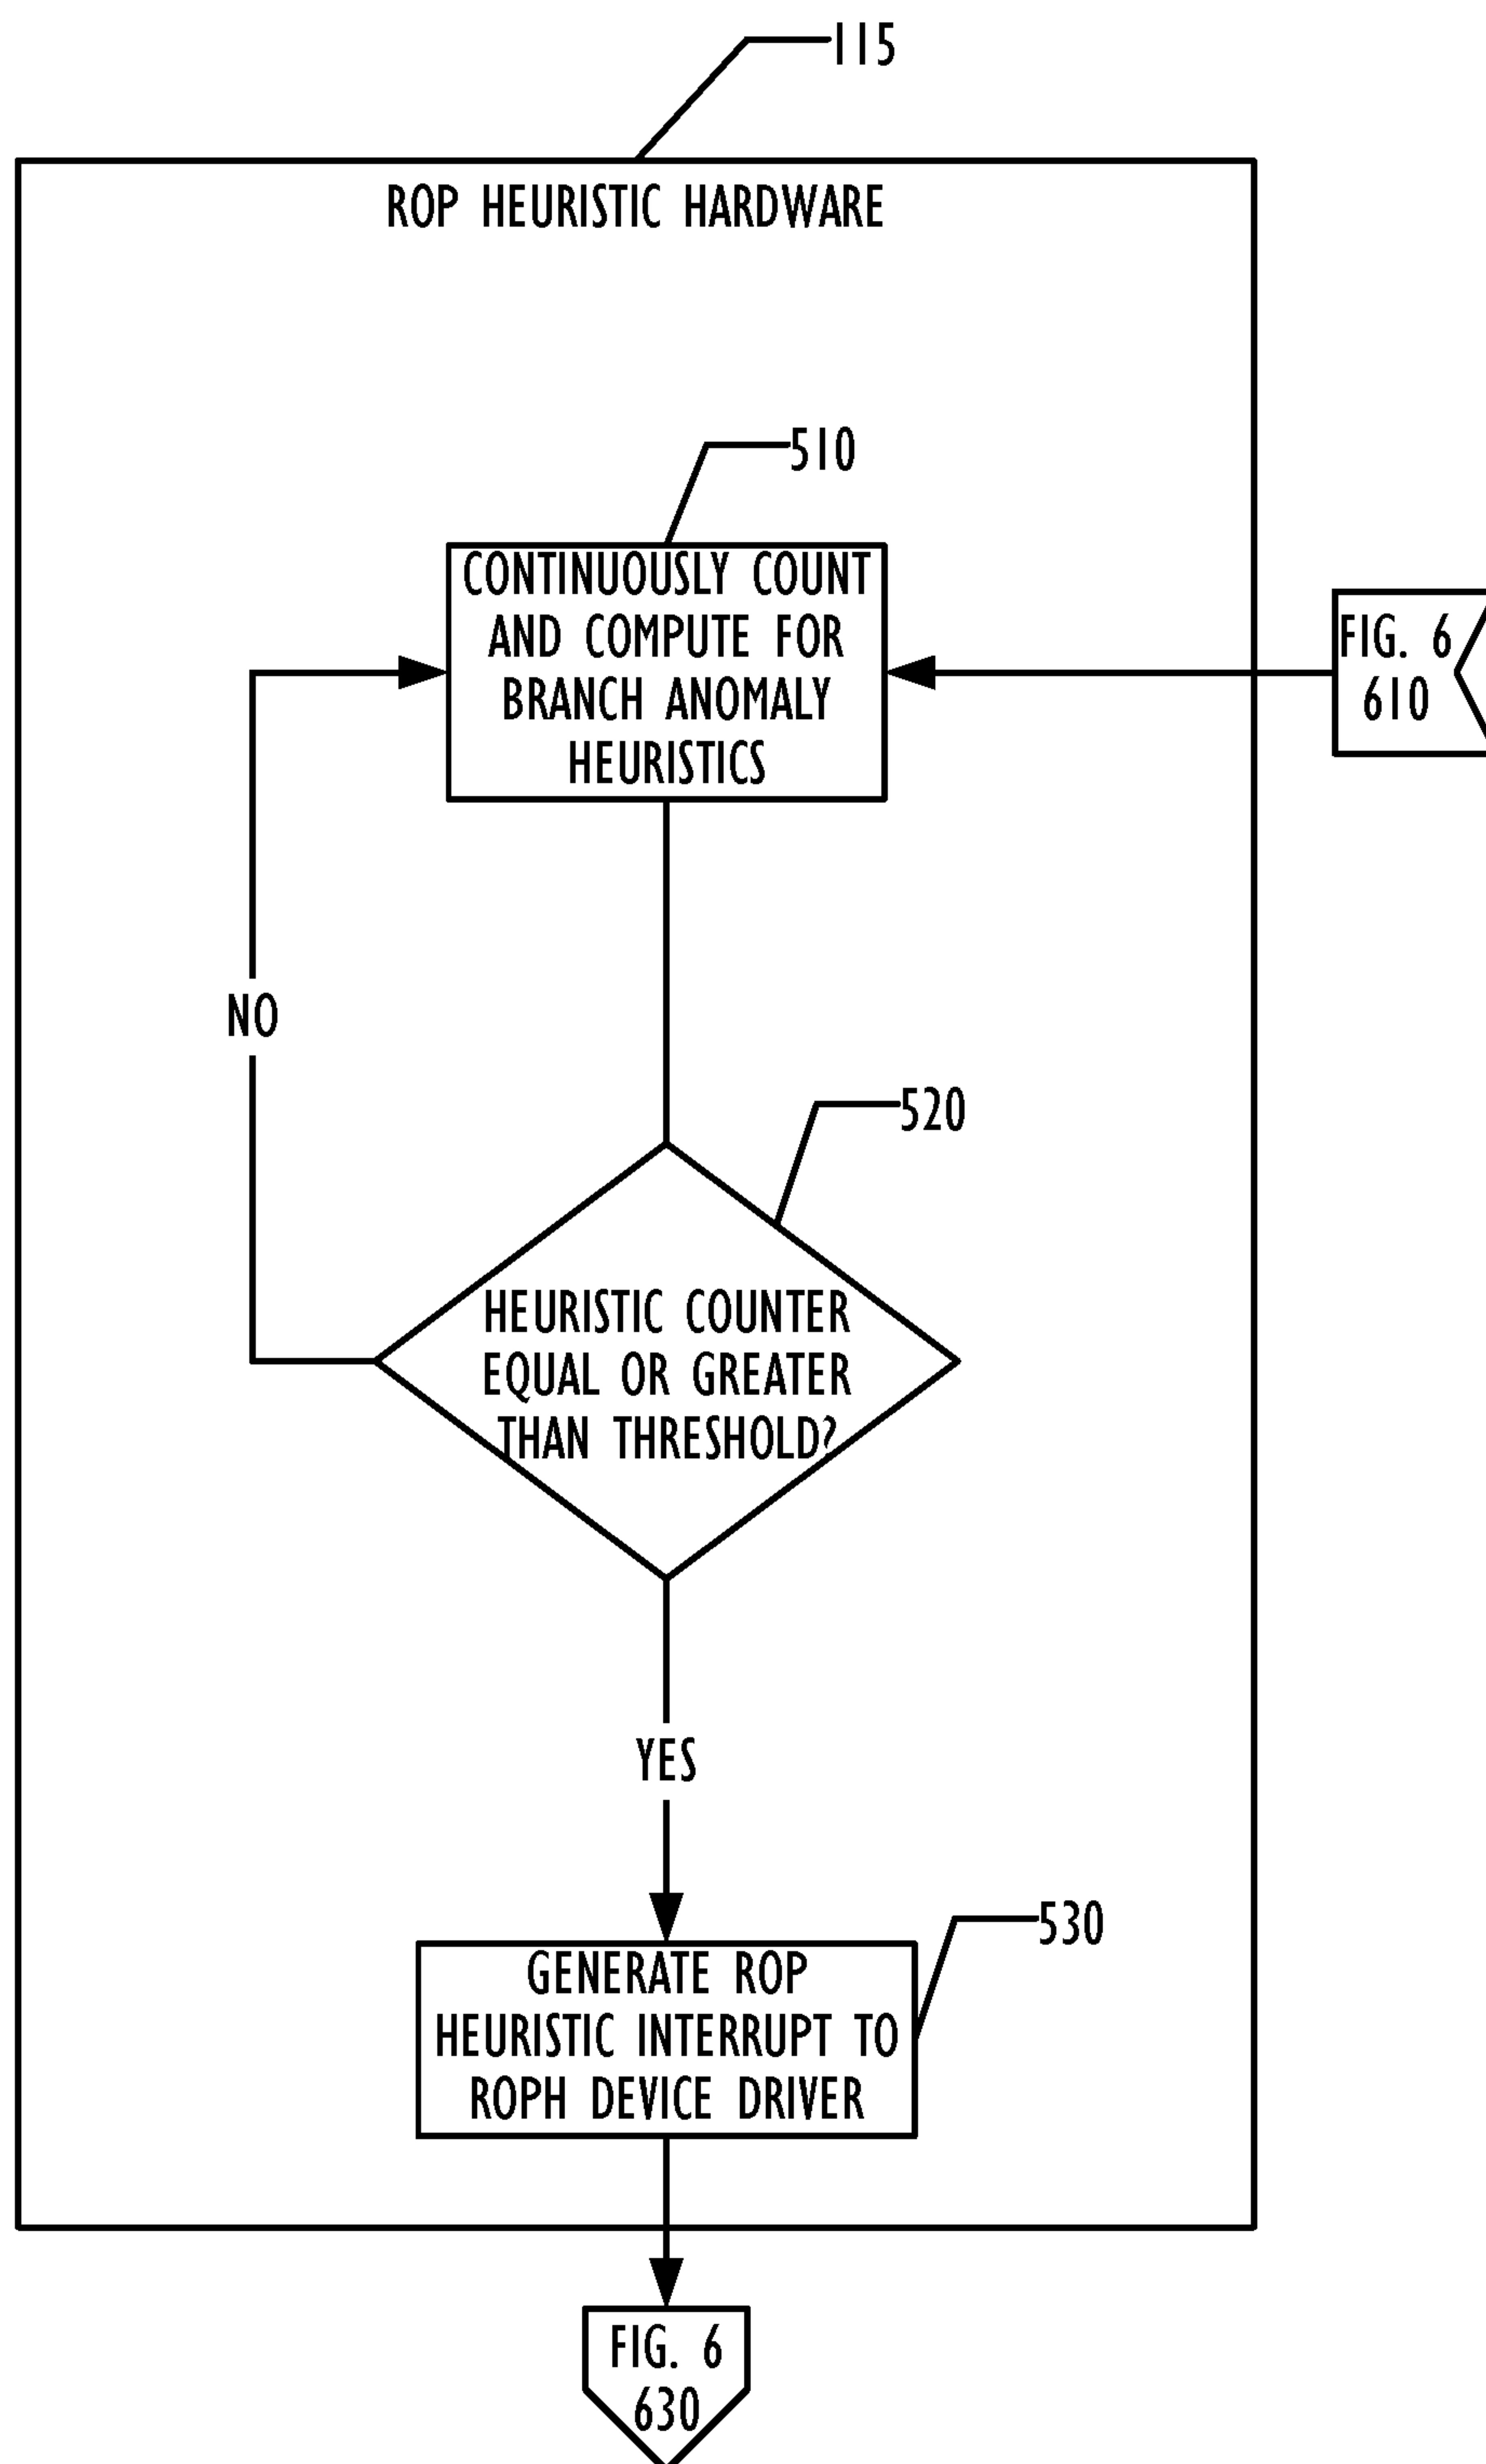 115
ROP HEURISTIC HARDWARE
510
CONTINUOUSLY COUNT
AND COMPUTE FOR
BRANCH ANOMALY
HEURISTICS
FIG. 6
610
NO
520
HEURISTIC COUNTER
EQUAL OR GREATER
THAN THRESHOLD?
YES
530
GENERATE ROP
HEURISTIC INTERRUPT TO
ROPH DEVICE DRIVER
FIG. 6
630